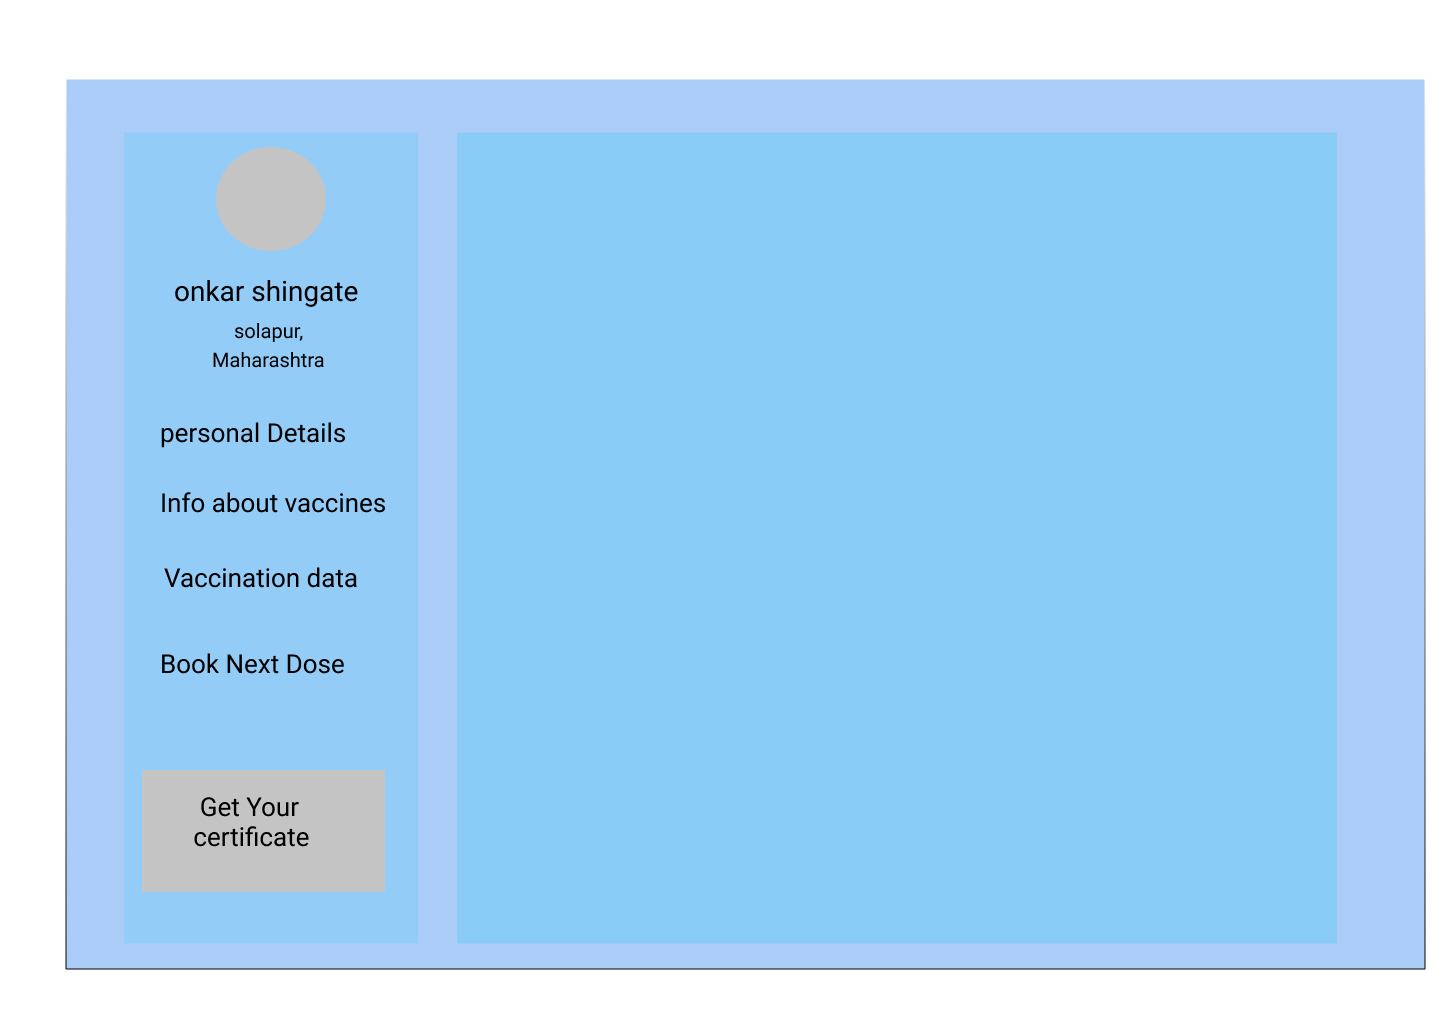 onkar shingate
solapur,
Maharashtra
personal Details
Info about vaccines
Vaccination data
Book Next Dose
Get Your
certificate